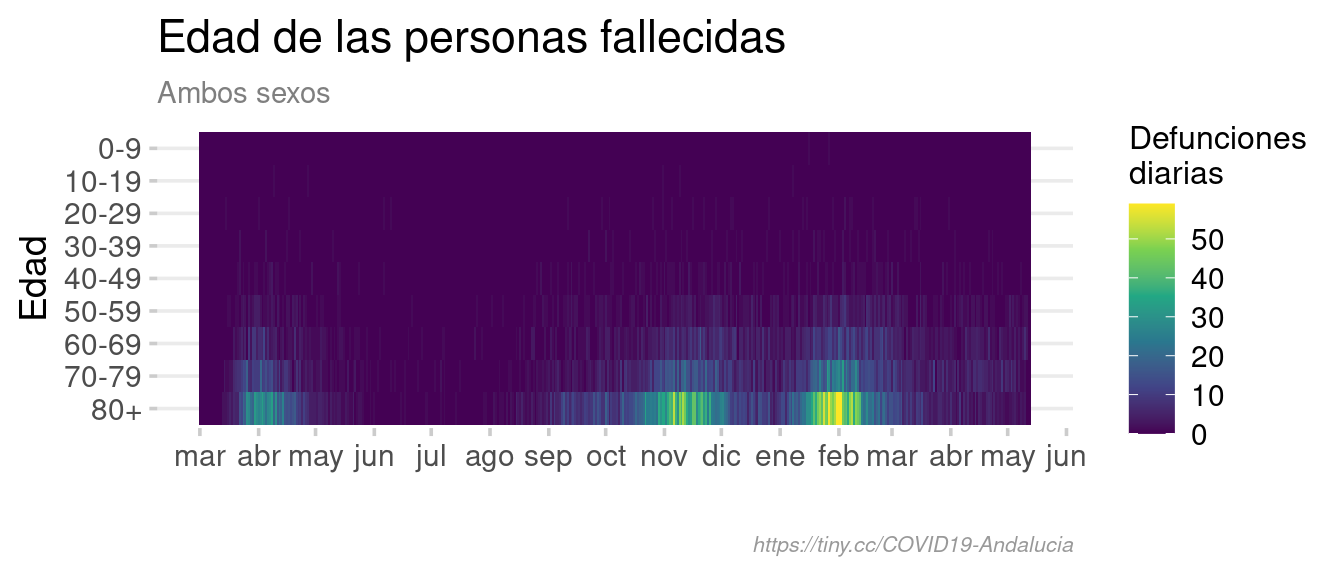 Edad de las personas fallecidas
Ambos sexos
Defunciones
diarias
50
40
30
20
10
0
Edad
0-9
10-19
20-29
30-39
40-49
50-59
60-69
70-79
80+
mar abr may jun jul ago sep oct nov dic ene feb mar abr may jun
https://tiny.cc/COVID19-Andalucia